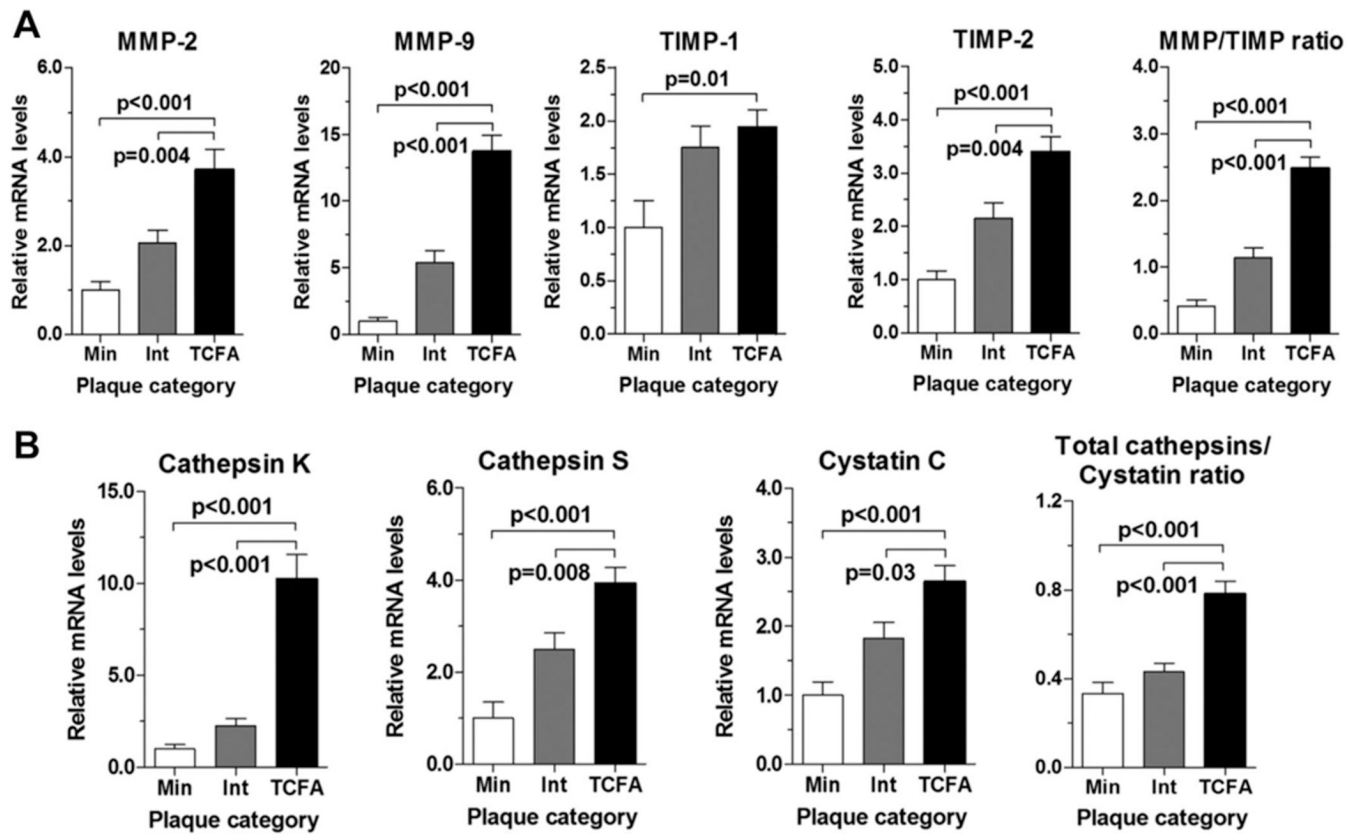 A
MMP-2
Relative mRNA levels
6.0
4.0
2.0
0.0
p<0.001
p=0.004
Min Int TCFA
Plaque category
MMP-9
Relative mRNA levels
20
15
10
5
0
p<0.001
p<0.001
Min Int TCFA
Plaque category
TIMP-1
Relative mRNA levels
2.5
2.0
1.5
1.0
0.5
0.0
p=0.01
Min Int TCFA
Plaque category
TIMP-2
Relative mRNA levels
5.0
4.0
3.0
2.0
1.0
0.0
p<0.001
p=0.004
Min Int TCFA
Plaque category
MMP/TIMP ratio
4.0
3.0
2.0
1.0
0.0
p<0.001
p<0.001
Min Int TCFA
Plaque category
B
Cathepsin K
Relative mRNA levels
15.0
10.0
5.0
0.0
p<0.001
p<0.001
Min Int TCFA
Plaque category
Cathepsin S
Relative mRNA levels
6.0
4.0
2.0
0.0
p<0.001
p=0.008
Min Int TCFA
Plaque category
Cystatin C
Relative mRNA levels
4.0
3.0
2.0
1.0
0.0
p<0.001
p=0.03
Min Int TCFA
Plaque category
Total cathepsins/
Cystatin ratio
1.2
0.8
0.4
0.0
p<0.001
p<0.001
Min Int TCFA
Plaque category